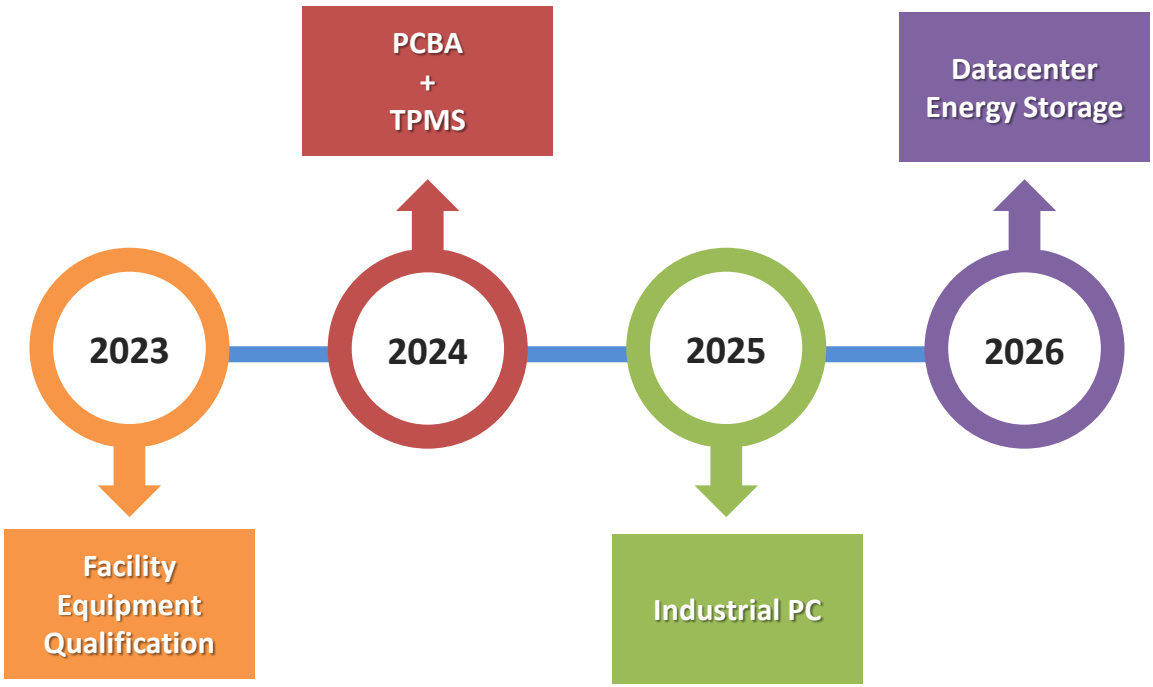 PCBA
+
TPMS
Datacenter
Energy Storage
2023
2024
2025
2026
Facility
Equipment
Qualification
Industrial PC